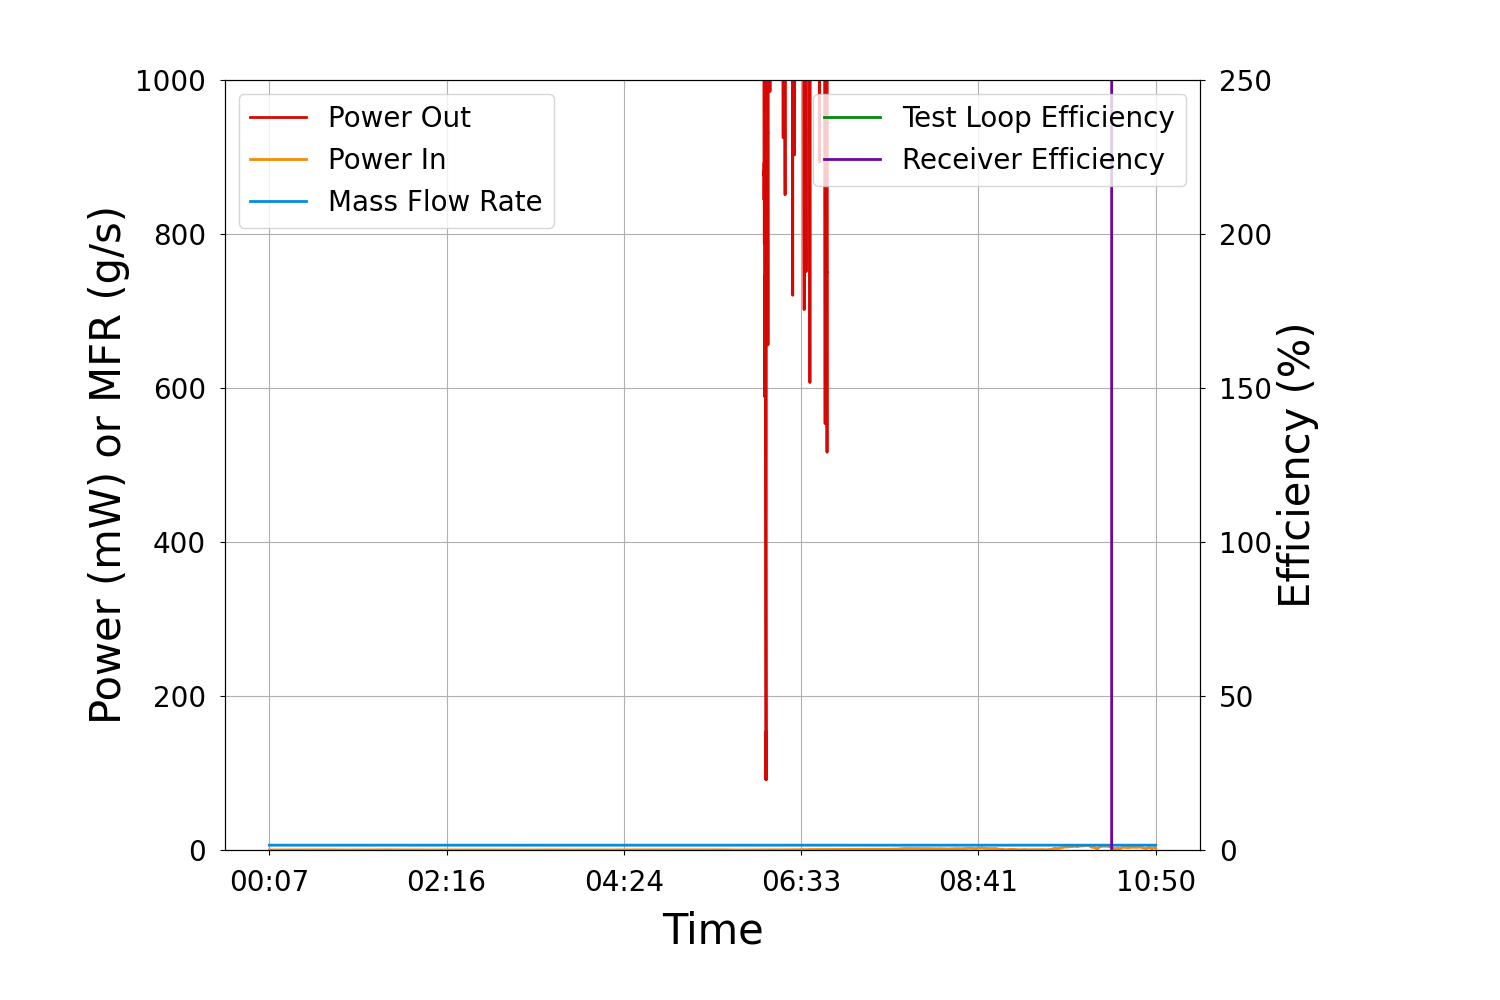 1000
800
600
400
200
0
Power (mW) or MFR (g/s)
Power Out
Power In
Mass Flow Rate
Test Loop Efficiency
Receiver Efficiency
250
200
150
100
50
0
Efficiency (%)
00:07 02:16 04:24 06:33 08:41 10:50
Time